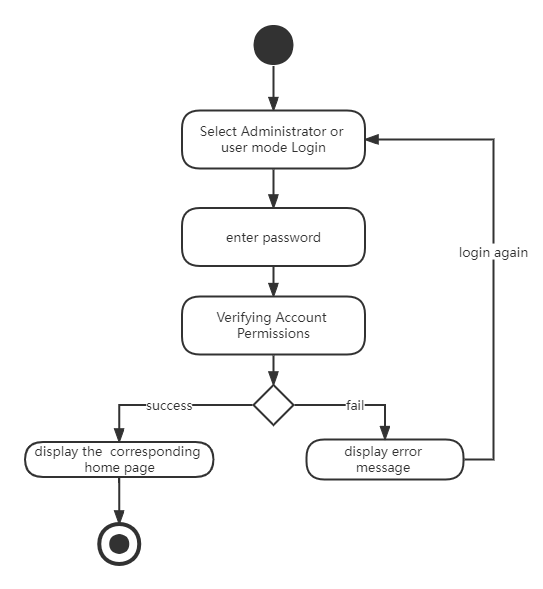 Select Administrator or
user mode Login
enter password
login again
Verifying Account
Permissions
success
fail
display the corresponding
home page
display error
message